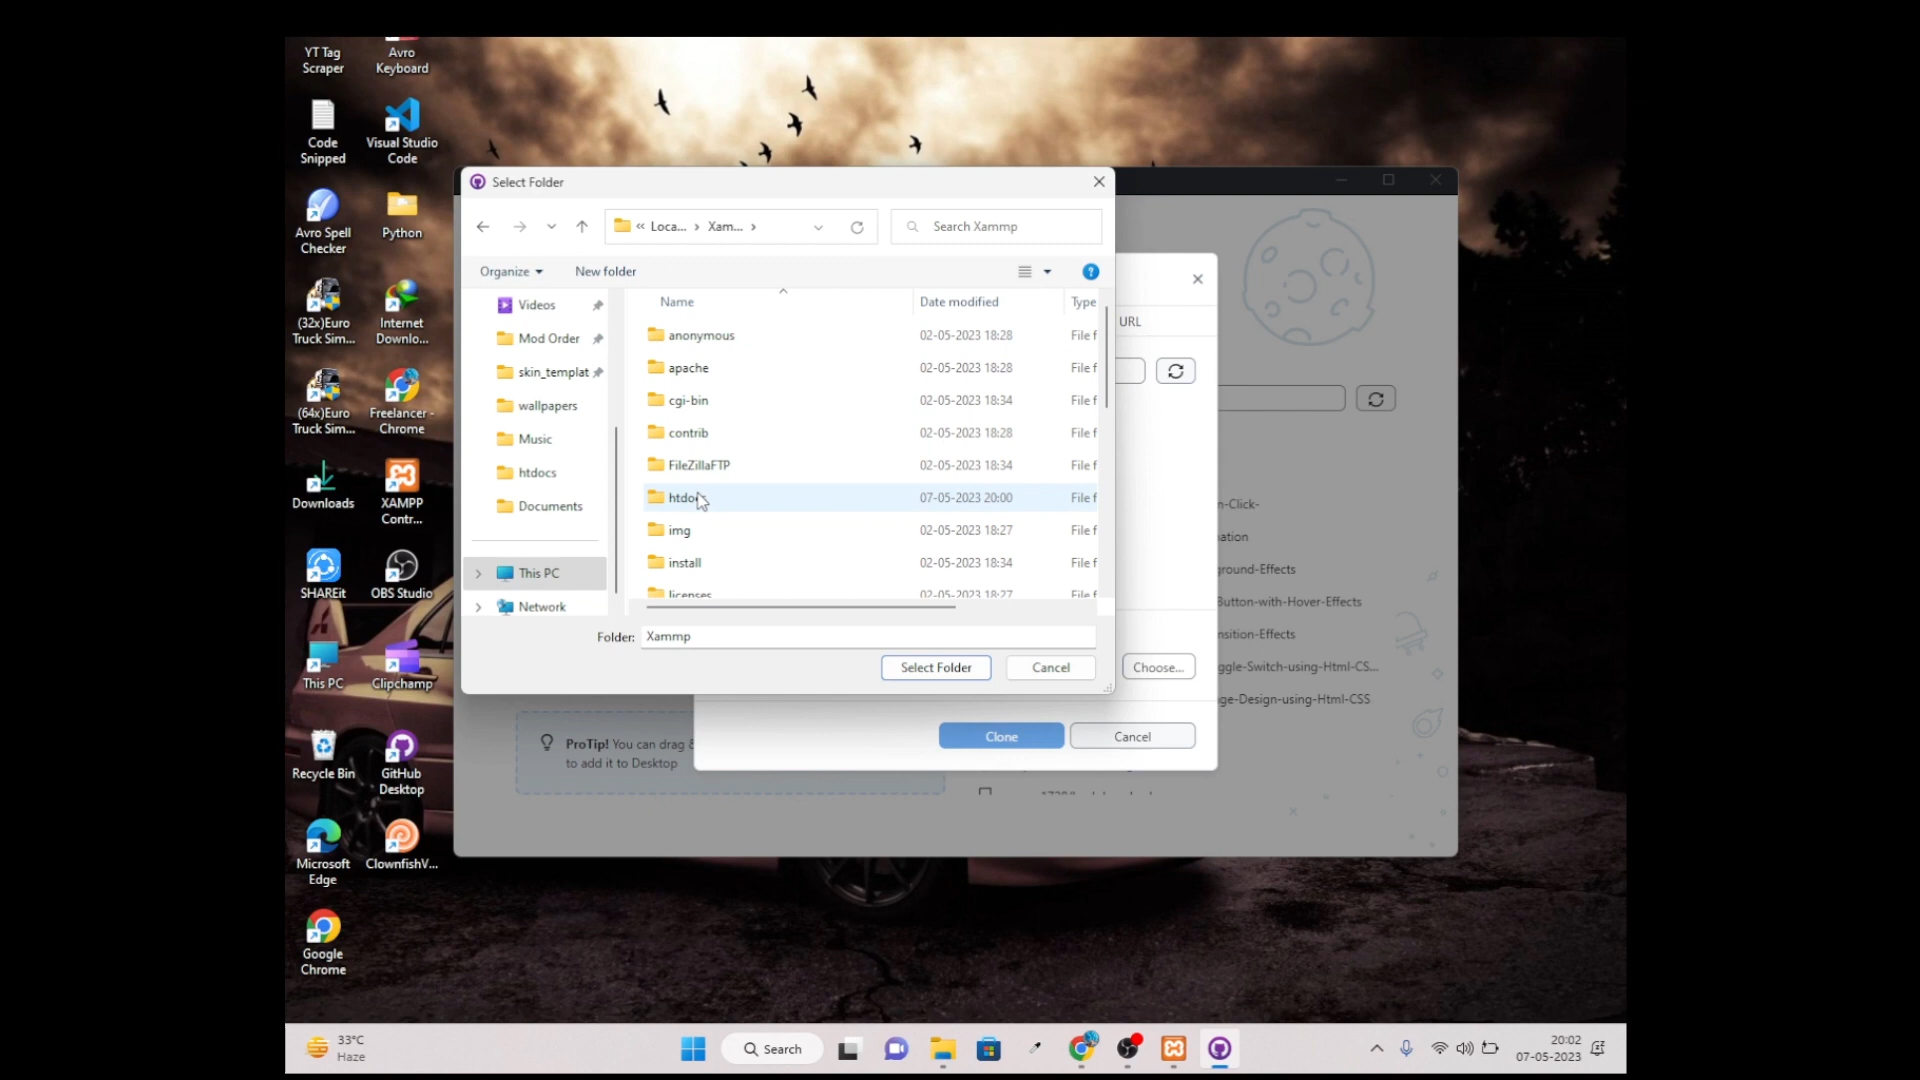 YT Tag
Scraper
Avro
Keyboard
Code
Snipped
Visual Studio
Code
Avro Spell
Checker
Python
(32x)Euro
Truck Sim...
Internet
Downlo...
(64x)Euro
Truck Sim...
Freelancer -
Chrome
Downloads
XAMPP
Contr...
SHAREit
OBS Studio
This PC
Clipchamp
Recycle Bin
GitHub
Desktop
Microsoft
Edge
ClownfishV...
Google
Chrome
Select Folder
« Loca... › Xam... ›
Search Xammp
Organize
New folder
Videos
Mod Order
skin_templat
wallpapers
Music
htdocs
Documents
This PC
Network
Name Date modified Type
anonymous 02-05-2023 18:28 File f
apache 02-05-2023 18:28 File f
cgi-bin 02-05-2023 18:34 File f
contrib 02-05-2023 18:28 File f
FileZillaFTP 02-05-2023 18:34 File f
htdocs 07-05-2023 20:00 File f
img 02-05-2023 18:27 File f
install 02-05-2023 18:34 File f
licenses 02-05-2023 18:27 File f
Folder: Xammp
Select Folder Cancel
URL
Choose...
Clone Cancel
n-Click-
ation
round-Effects
Button-with-Hover-Effects
nsition-Effects
ggle-Switch-using-Html-CS...
ge-Design-using-Html-CSS
ProTip! You can drag &
to add it to Desktop
33°C
Haze
Search
20:02
07-05-2023